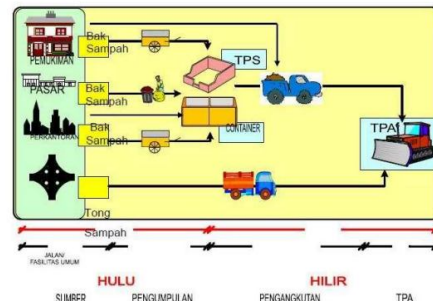 Bak
Sampah
PEMUKIMAN
TPS
PASAR
Bak
Sampah
Bak
Sampah
PERKANTORAN
CONTAINER
TPA
Tong
Sampah
JALAN/
FASILITAS UMUM
HULU
HILIR
SUMBER
PENGUMPULAN
PENGANGKUTAN
TPA